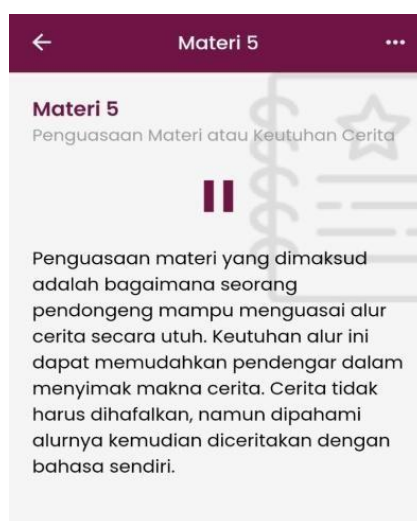 Materi 5
Materi 5
Penguasaan Materi atau Keutuhan Cerita
Penguasaan materi yang dimaksud
adalah bagaimana seorang
pendongeng mampu menguasai alur
cerita secara utuh. Keutuhan alur ini
dapat memudahkan pendengar dalam
menyimak makna cerita. Cerita tidak
harus dihafalkan, namun dipahami
alurnya kemudian diceritakan dengan
bahasa sendiri.